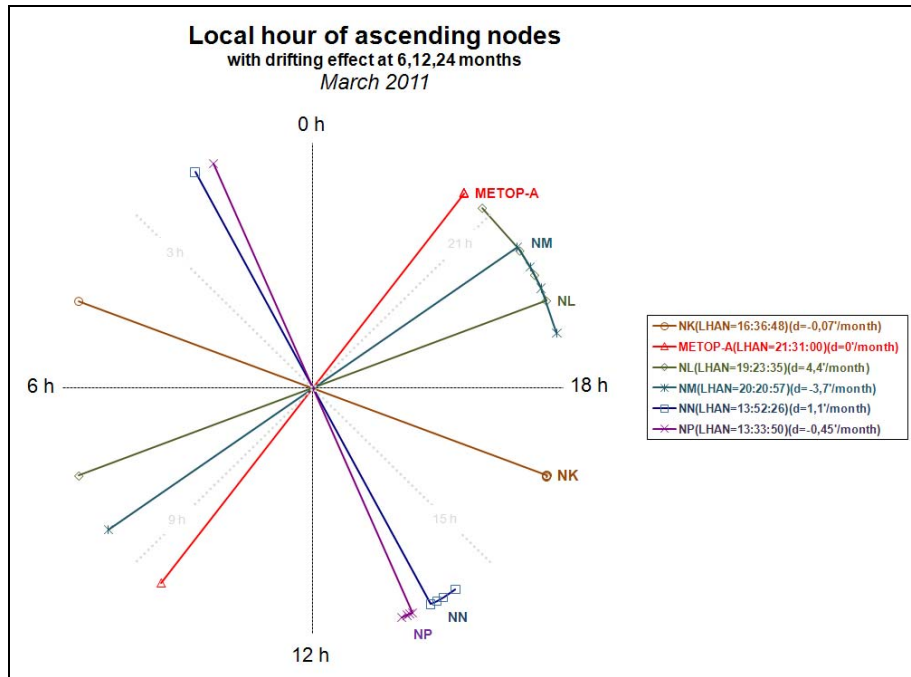 Local hour of ascending nodes
with drifting effect at 6,12,24 months
March 2011
0 h
METOP-A
21 h
NM
3 h
NL
NK(LHAN=16:36:48)(d=-0,07'/month)
METOP-A(LHAN=21:31:00)(d=0'/month)
NL(LHAN=19:23:35)(d=4,4'/month)
NM(LHAN=20:20:57)(d=-3,7'/month)
NN(LHAN=13:52:26)(d=1,1'/month)
NP(LHAN=13:33:50)(d=-0,45'/month)
6 h
18 h
NK
9 h
15 h
NN
NP
12 h